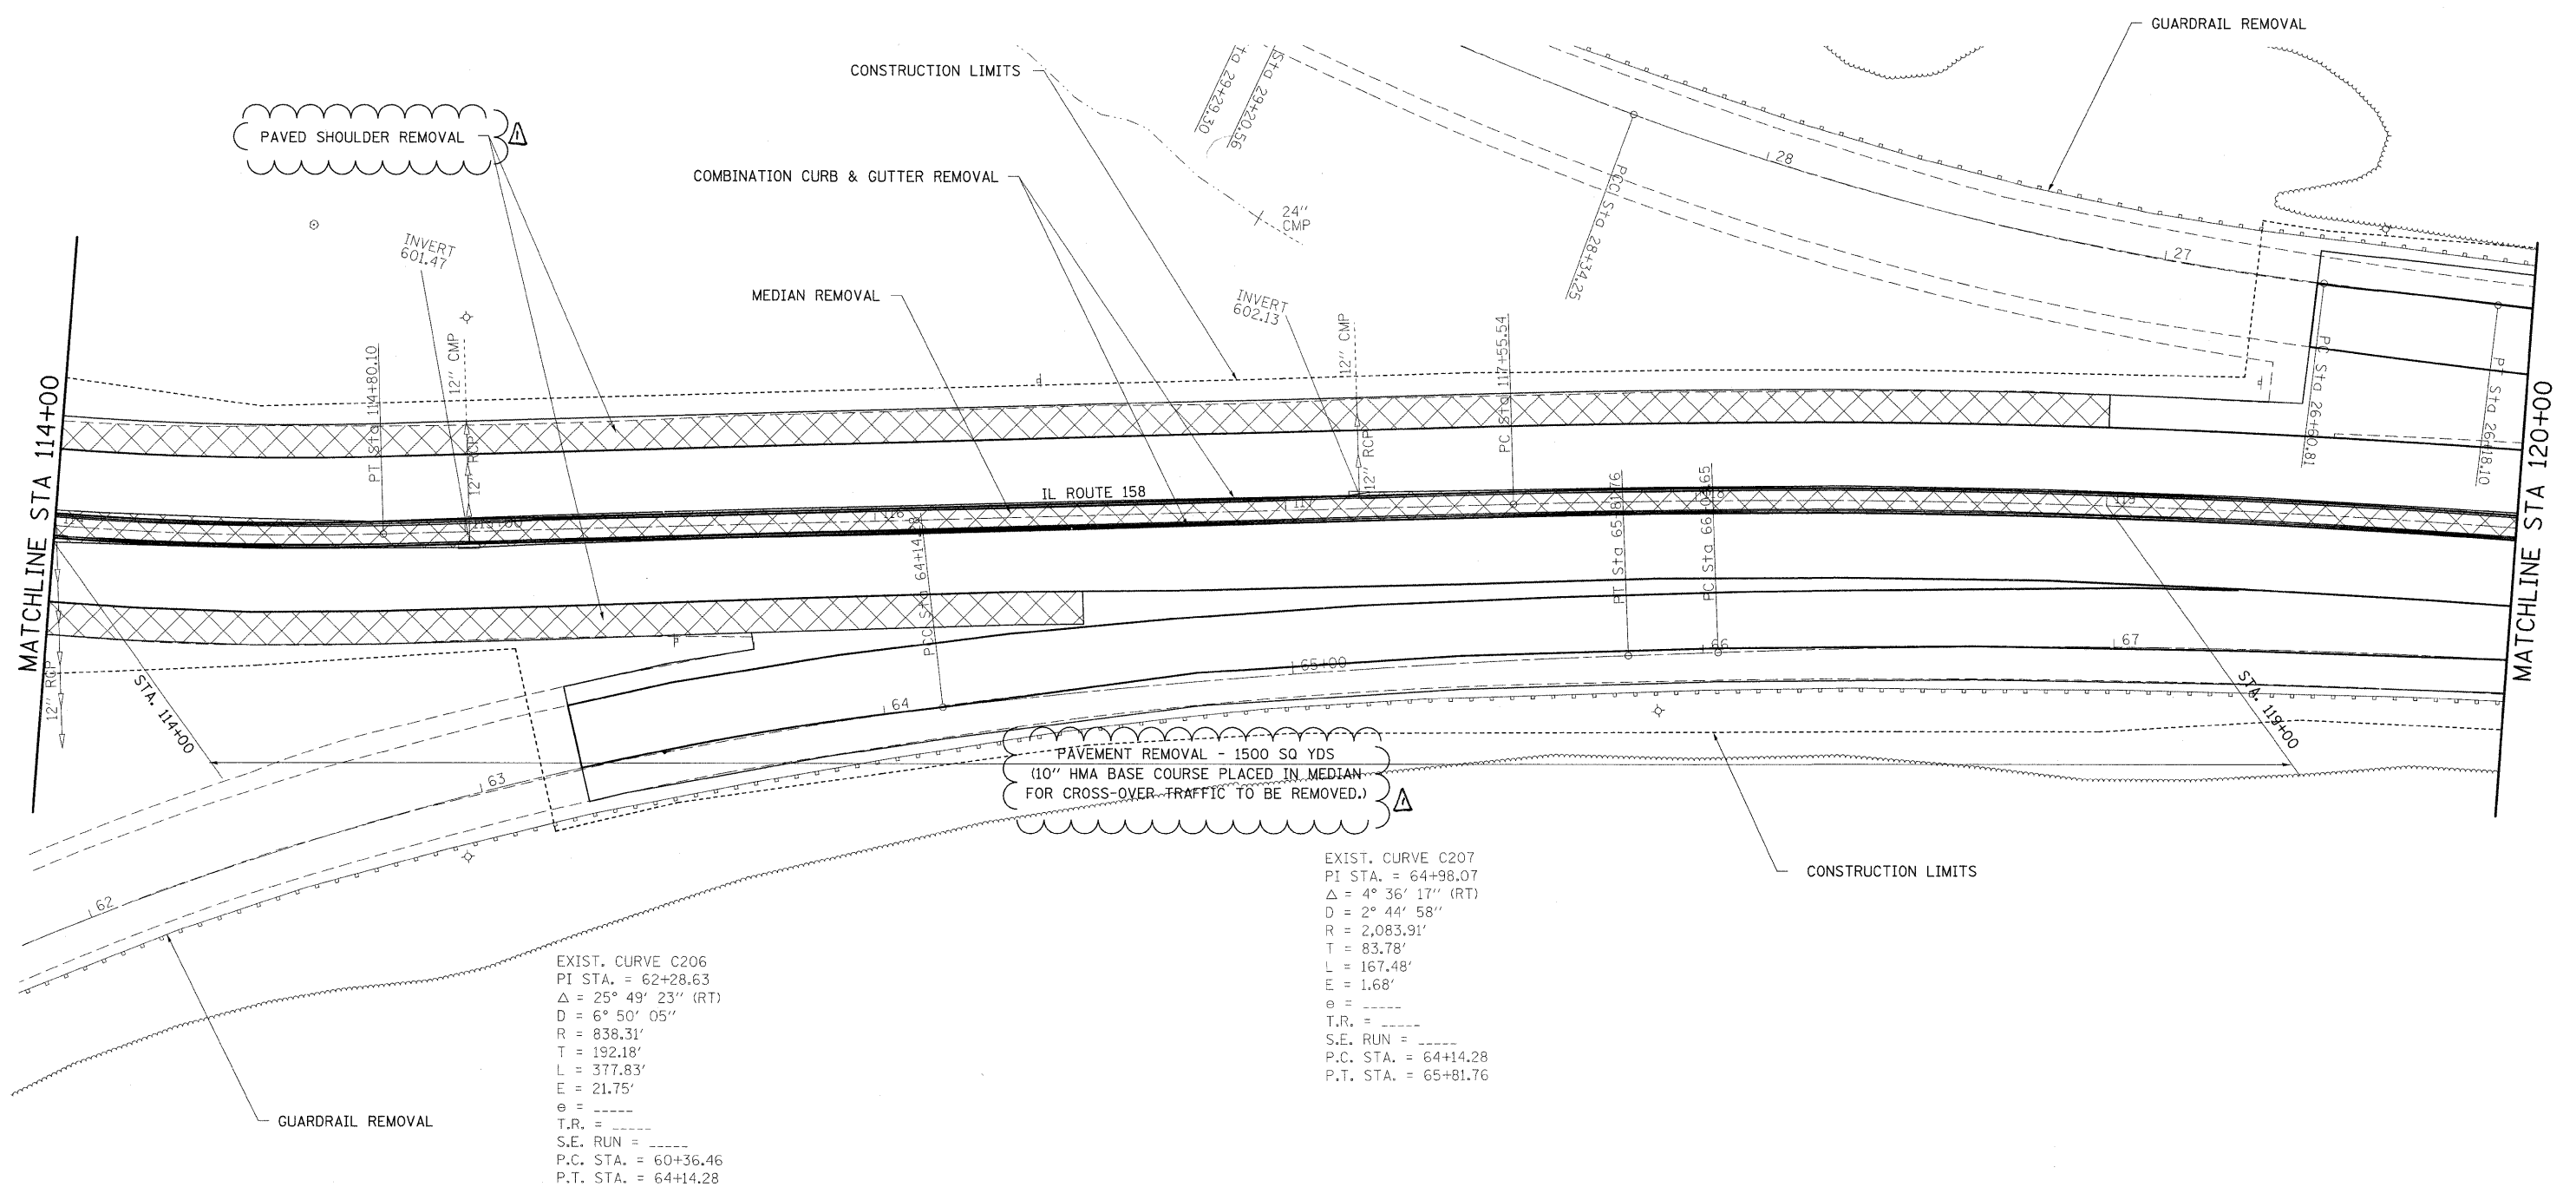 GUARDRAIL REMOVAL
CONSTRUCTION LIMITS
Sta 29+29.30
Sta 29+20.56
PAVED SHOULDER REMOVAL
1
COMBINATION CURB & GUTTER REMOVAL
28
PCC Sta 28+34.25
24"
CMP
INVERT
601.47
27
MEDIAN REMOVAL
INVERT
602.13
12" CMP
12" CMP
PT Sta 114+80.10
PC Sta 117+55.54
PC Sta 26+60.81
PT Sta 26+18.10
MATCHLINE STA 114+00
MATCHLINE STA 120+00
12" RCP
12" RCP
IL ROUTE 158
PCC Sta 64+14.28
PT Sta 65+81.76
66
67
65+00
64
63
62
12" RCP
STA. 114+00
STA. 119+00
PAVEMENT REMOVAL - 1500 SQ YDS
(10" HMA BASE COURSE PLACED IN MEDIAN
FOR CROSS-OVER TRAFFIC TO BE REMOVED.)
1
CONSTRUCTION LIMITS
EXIST. CURVE C207
PI STA. = 64+98.07
Δ = 4° 36' 17" (RT)
D = 2° 44' 58"
R = 2,083.91'
T = 83.78'
L = 167.48'
E = 1.68'
e = _____
T.R. = _____
S.E. RUN = _____
P.C. STA. = 64+14.28
P.T. STA. = 65+81.76
EXIST. CURVE C206
PI STA. = 62+28.63
Δ = 25° 49' 23" (RT)
D = 6° 50' 05"
R = 838.31'
T = 192.18'
L = 377.83'
E = 21.75'
e = _____
T.R. = _____
S.E. RUN = _____
P.C. STA. = 60+36.46
P.T. STA. = 64+14.28
GUARDRAIL REMOVAL